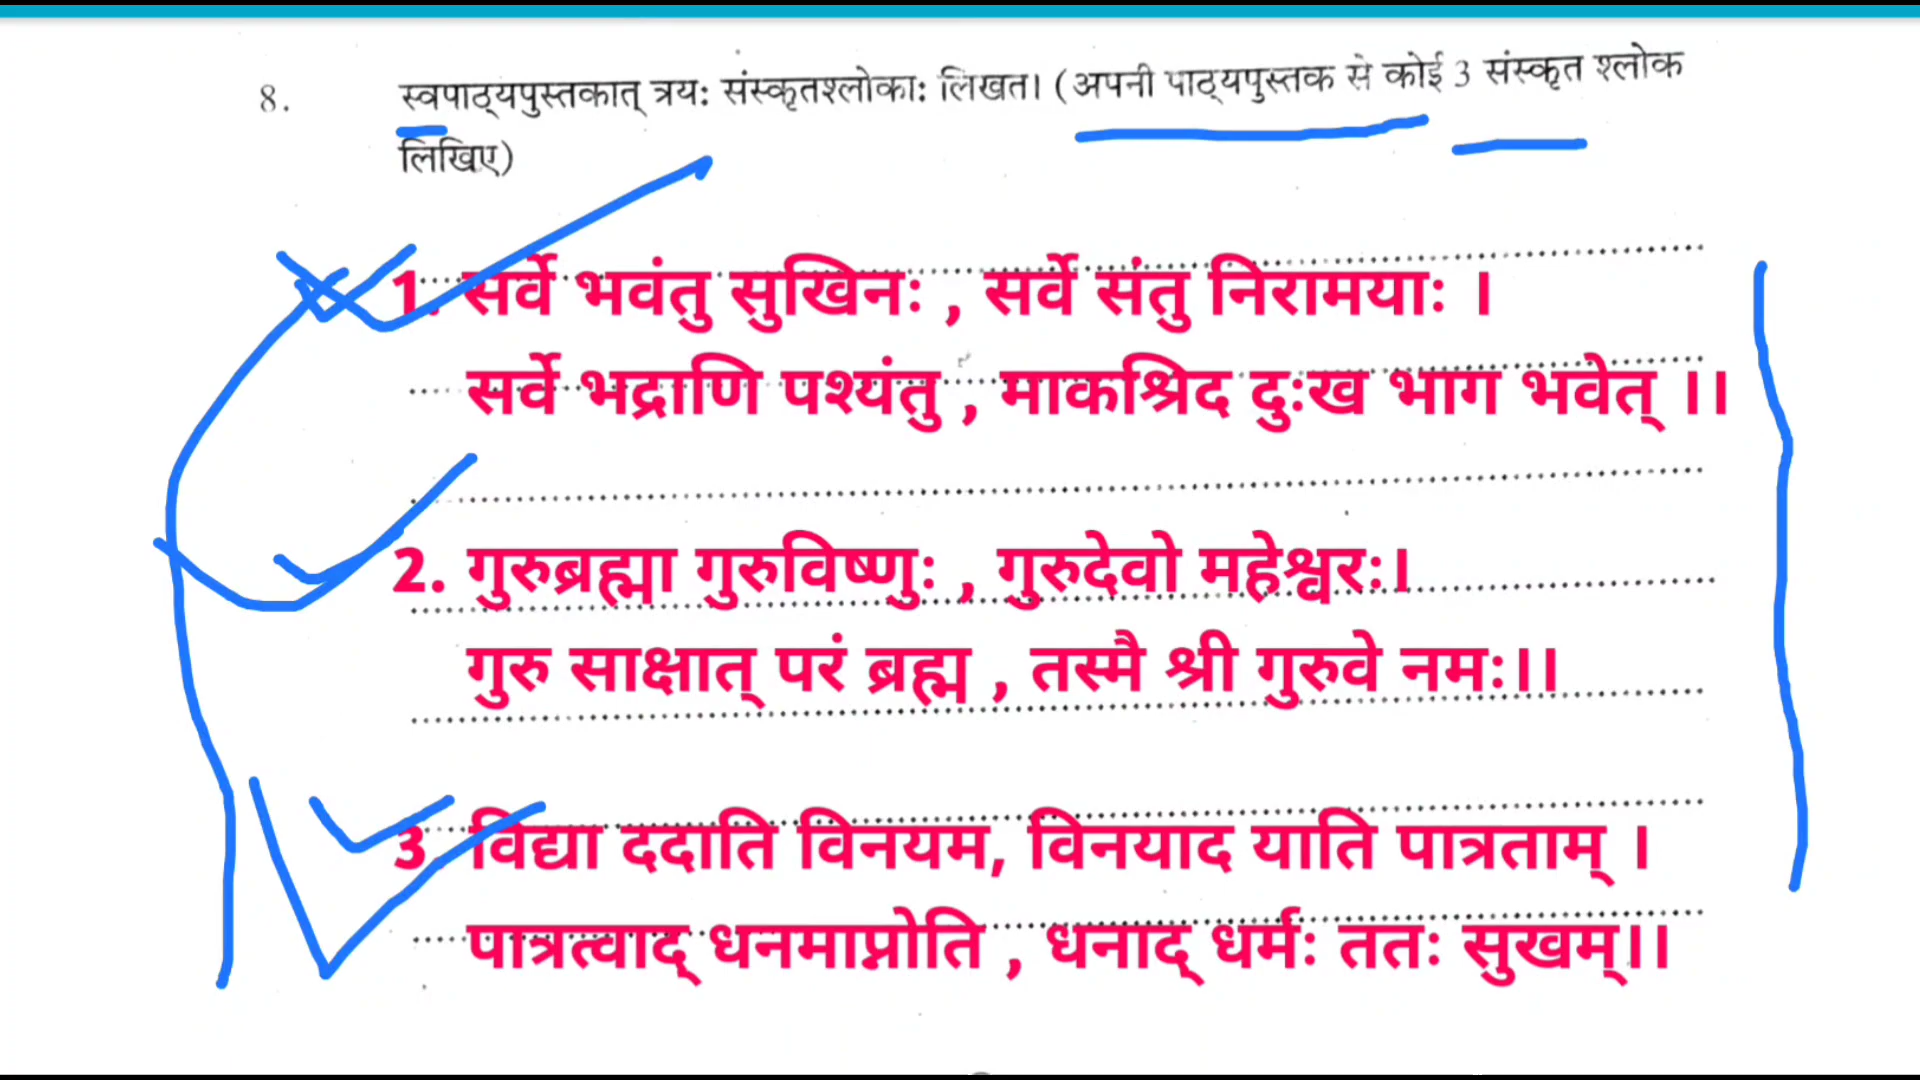 8. स्वपाठ्यपुस्तकात् त्रयः संस्कृतश्लोकाः लिखत। (अपनी पाठ्यपुस्तक से कोई 3 संस्कृत श्लोक
लिखिए)
1. सर्वे भवंतु सुखिनः , सर्वे संतु निरामयाः ।
सर्वे भद्राणि पश्यंतु , माकश्रिद दुःख भाग भवेत् ।।
2. गुरुब्रह्मा गुरुविष्णुः , गुरुदेवो महेश्वरः।
गुरु साक्षात् परं ब्रह्म , तस्मै श्री गुरुवे नमः।।
3. विद्या ददाति विनयम, विनयाद याति पात्रताम् ।
पात्रत्वाद् धनमाप्नोति , धनाद् धर्मः ततः सुखम्।।